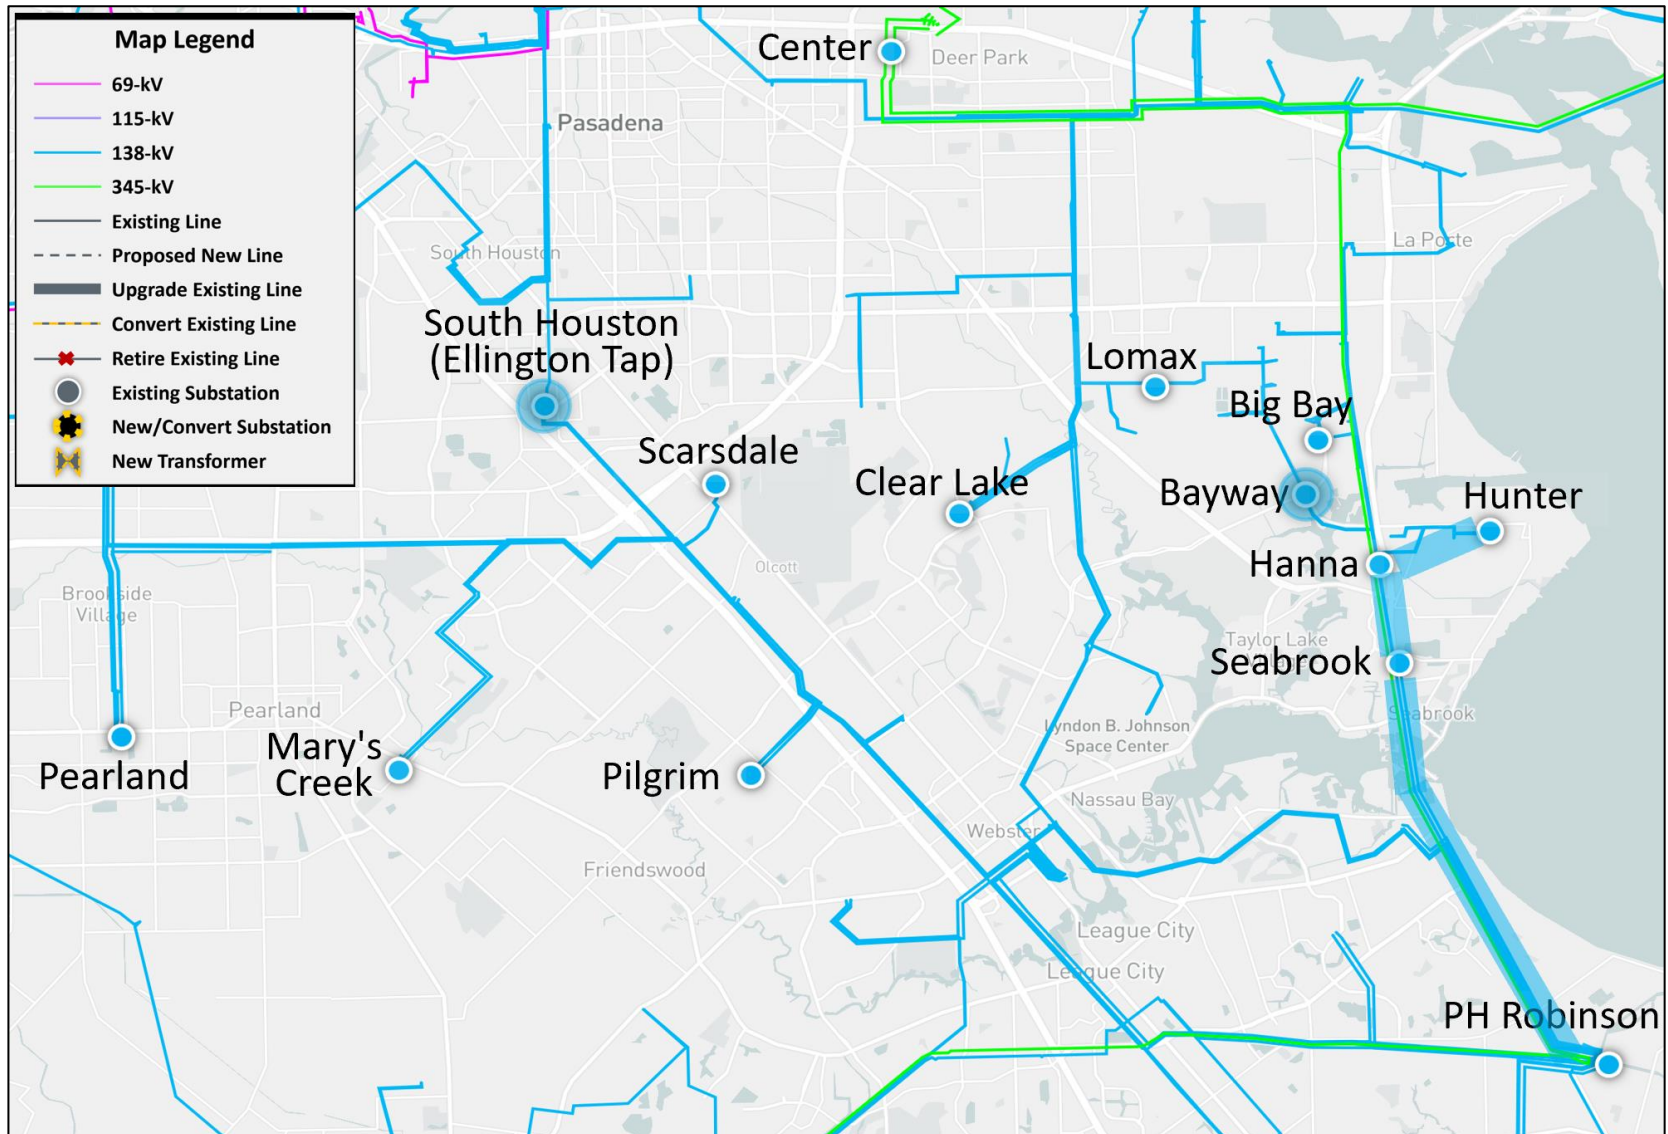 Map Legend
69-kV
115-kV
138-kV
345-kV
Existing Line
Proposed New Line
Upgrade Existing Line
Convert Existing Line
Retire Existing Line
Existing Substation
New/Convert Substation
New Transformer
Center
Deer Park
Pasadena
South Houston
La Porte
South Houston
(Ellington Tap)
Lomax
Big Bay
Scarsdale
Clear Lake
Bayway
Hunter
Hanna
Olcott
Brookside
Village
Taylor Lake
Village
Seabrook
Seabrook
Pearland
Lyndon B. Johnson
Space Center
Pearland
Mary's
Creek
Pilgrim
Nassau Bay
Webster
Friendswood
League City
League City
PH Robinson